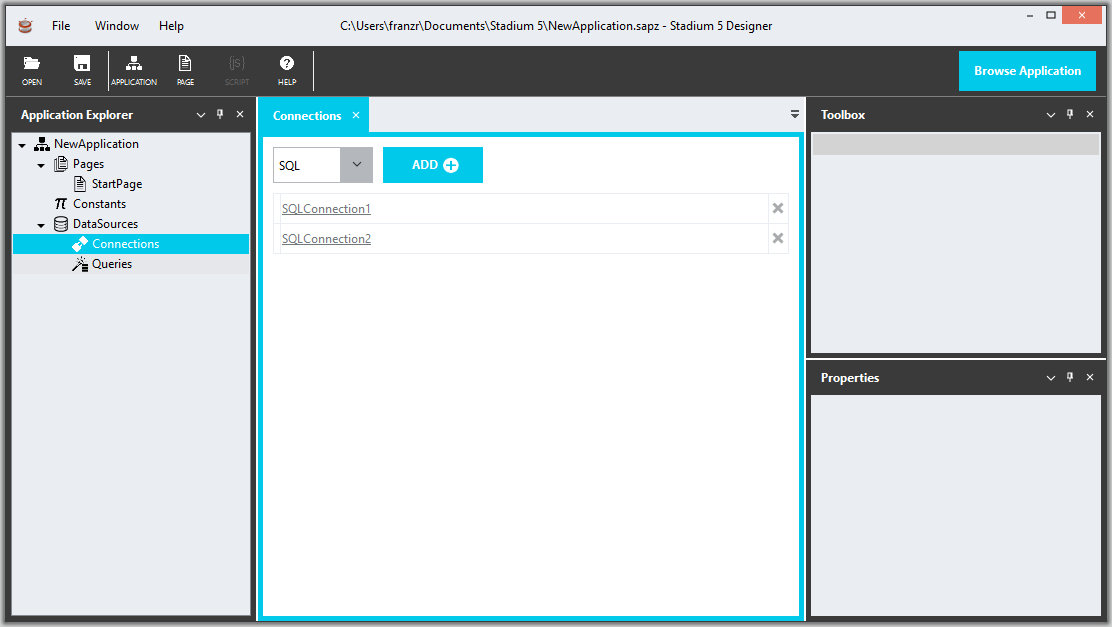 File Window Help C:\Users\franzr\Documents\Stadium 5\NewApplication.sapz - Stadium 5 Designer
OPEN SAVE APPLICATION PAGE {JS} SCRIPT ? HELP Browse Application
Application Explorer
NewApplication
Pages
StartPage
π Constants
DataSources
Connections
Queries
Connections
SQL ADD
SQLConnection1
SQLConnection2
Toolbox
Properties